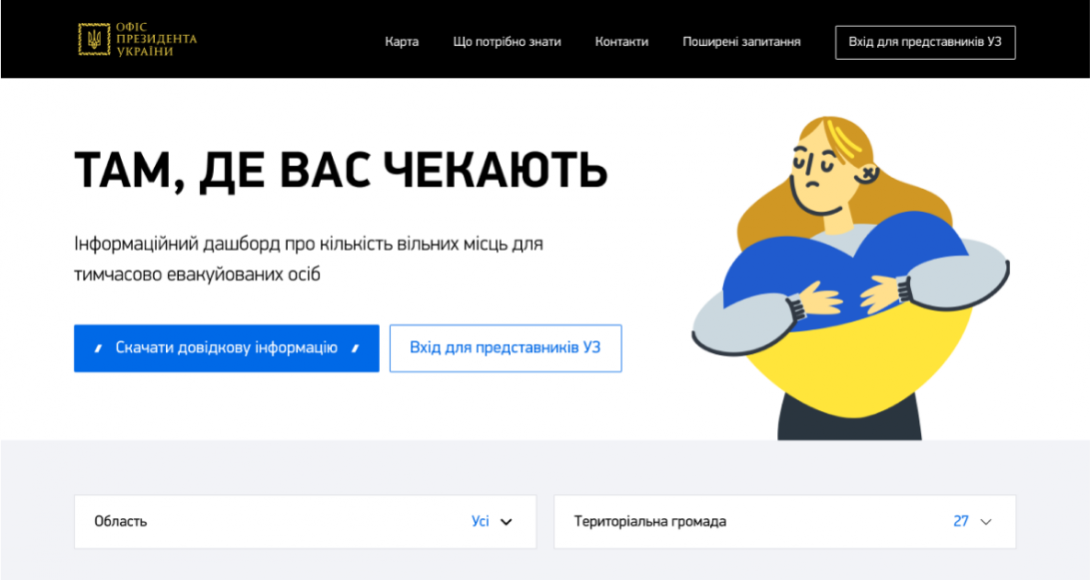 ОФІС
ПРЕЗИДЕНТА
УКРАЇНИ
Карта
Що потрібно знати
Контакти
Поширені запитання
Вхід для представників УЗ
ТАМ, ДЕ ВАС ЧЕКАЮТЬ
Інформаційний дашборд про кількість вільних місць для
тимчасово евакуйованих осіб
Скачати довідкову інформацію
Вхід для представників УЗ
Область
Усі
Територіальна громада
27